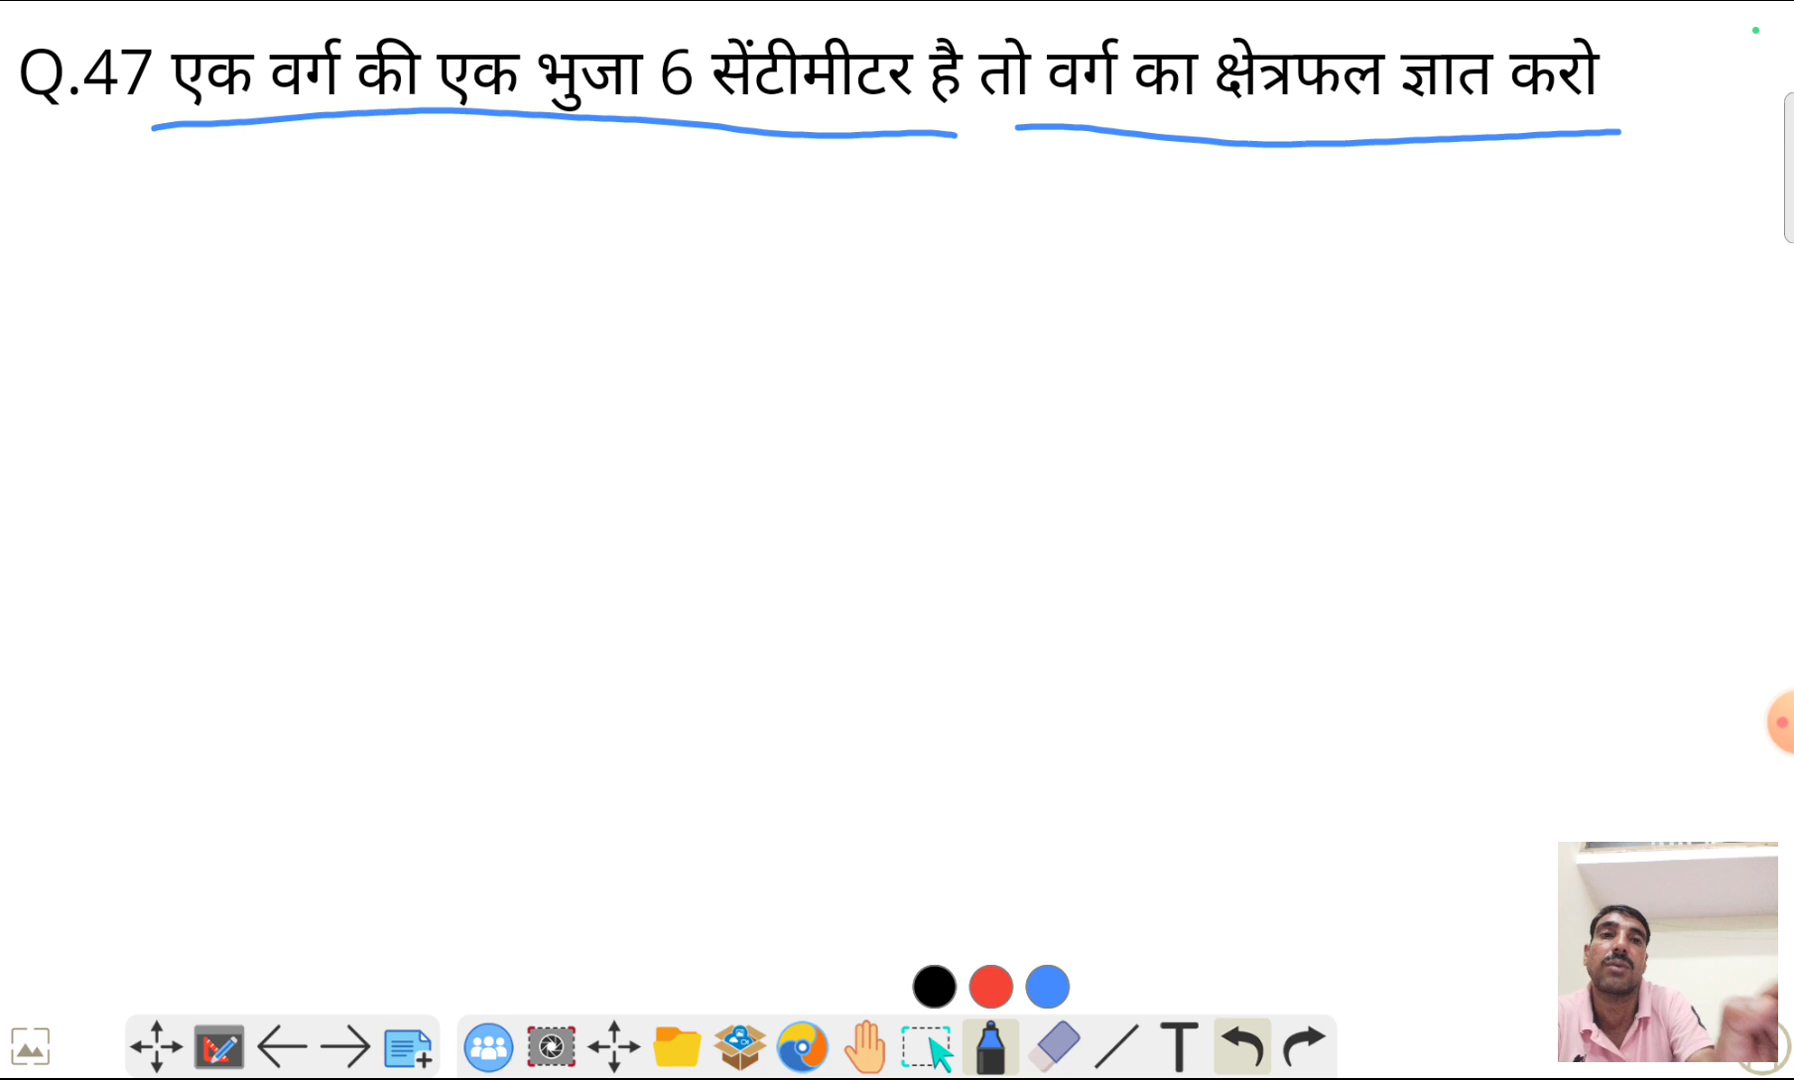 Q.47 एक वर्ग की एक भुजा 6 सेंटीमीटर है तो वर्ग का क्षेत्रफल ज्ञात करो